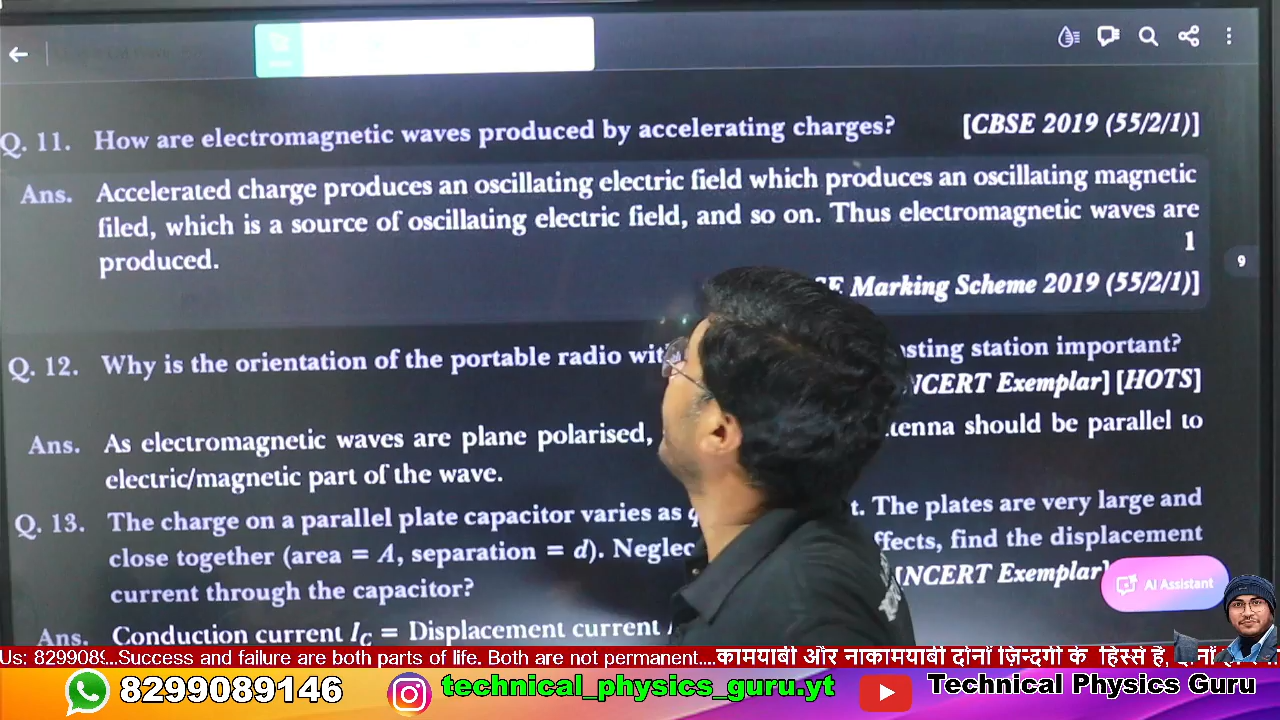 Q. 11. How are electromagnetic waves produced by accelerating charges? [CBSE 2019 (55/2/1)]
Ans. Accelerated charge produces an oscillating electric field which produces an oscillating magnetic
filed, which is a source of oscillating electric field, and so on. Thus electromagnetic waves are
produced. 1
Marking Scheme 2019 (55/2/1)]
9
Q. 12. Why is the orientation of the portable radio station important?
Exemplar] [HOTS]
Ans. As electromagnetic waves are plane polarised, should be parallel to
electric/magnetic part of the wave.
Q. 13. The charge on a parallel plate capacitor varies as t. The plates are very large and
close together (area = A, separation = d). find the displacement
current through the capacitor? [NCERT Exemplar]
AI Assistant
Ans. Conduction current I_C = Displacement current
Us: 829908...Success and failure are both parts of life. Both are not permanent....कामयाबी और नाकामयाबी दोनों ज़िन्दगी के हिस्से हैं,
8299089146 technical_physics_guru.yt Technical Physics Guru